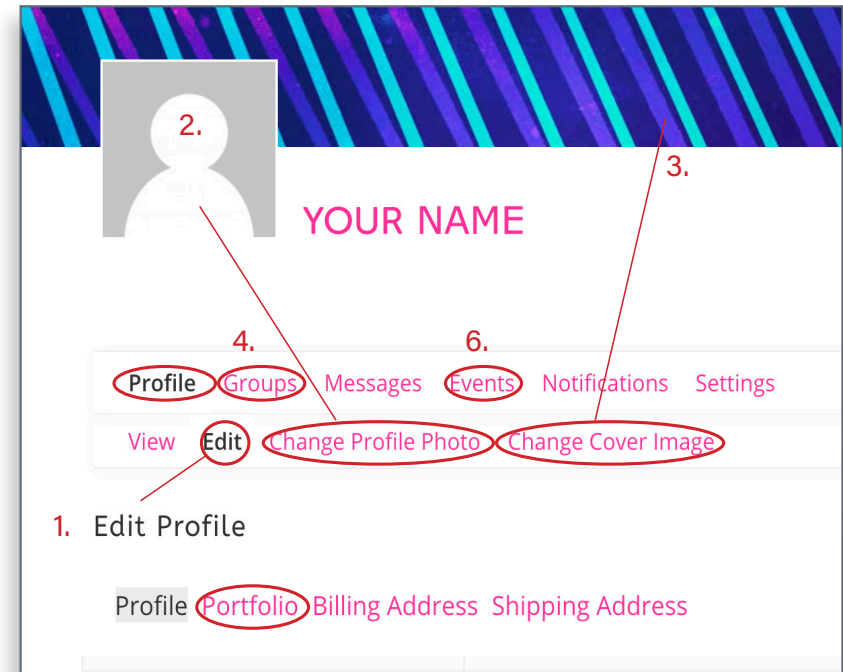 2.
3.
YOUR NAME
4. 6.
Profile Groups Messages Events Notifications Settings
View Edit Change Profile Photo Change Cover Image
1. Edit Profile
Profile Portfolio Billing Address Shipping Address